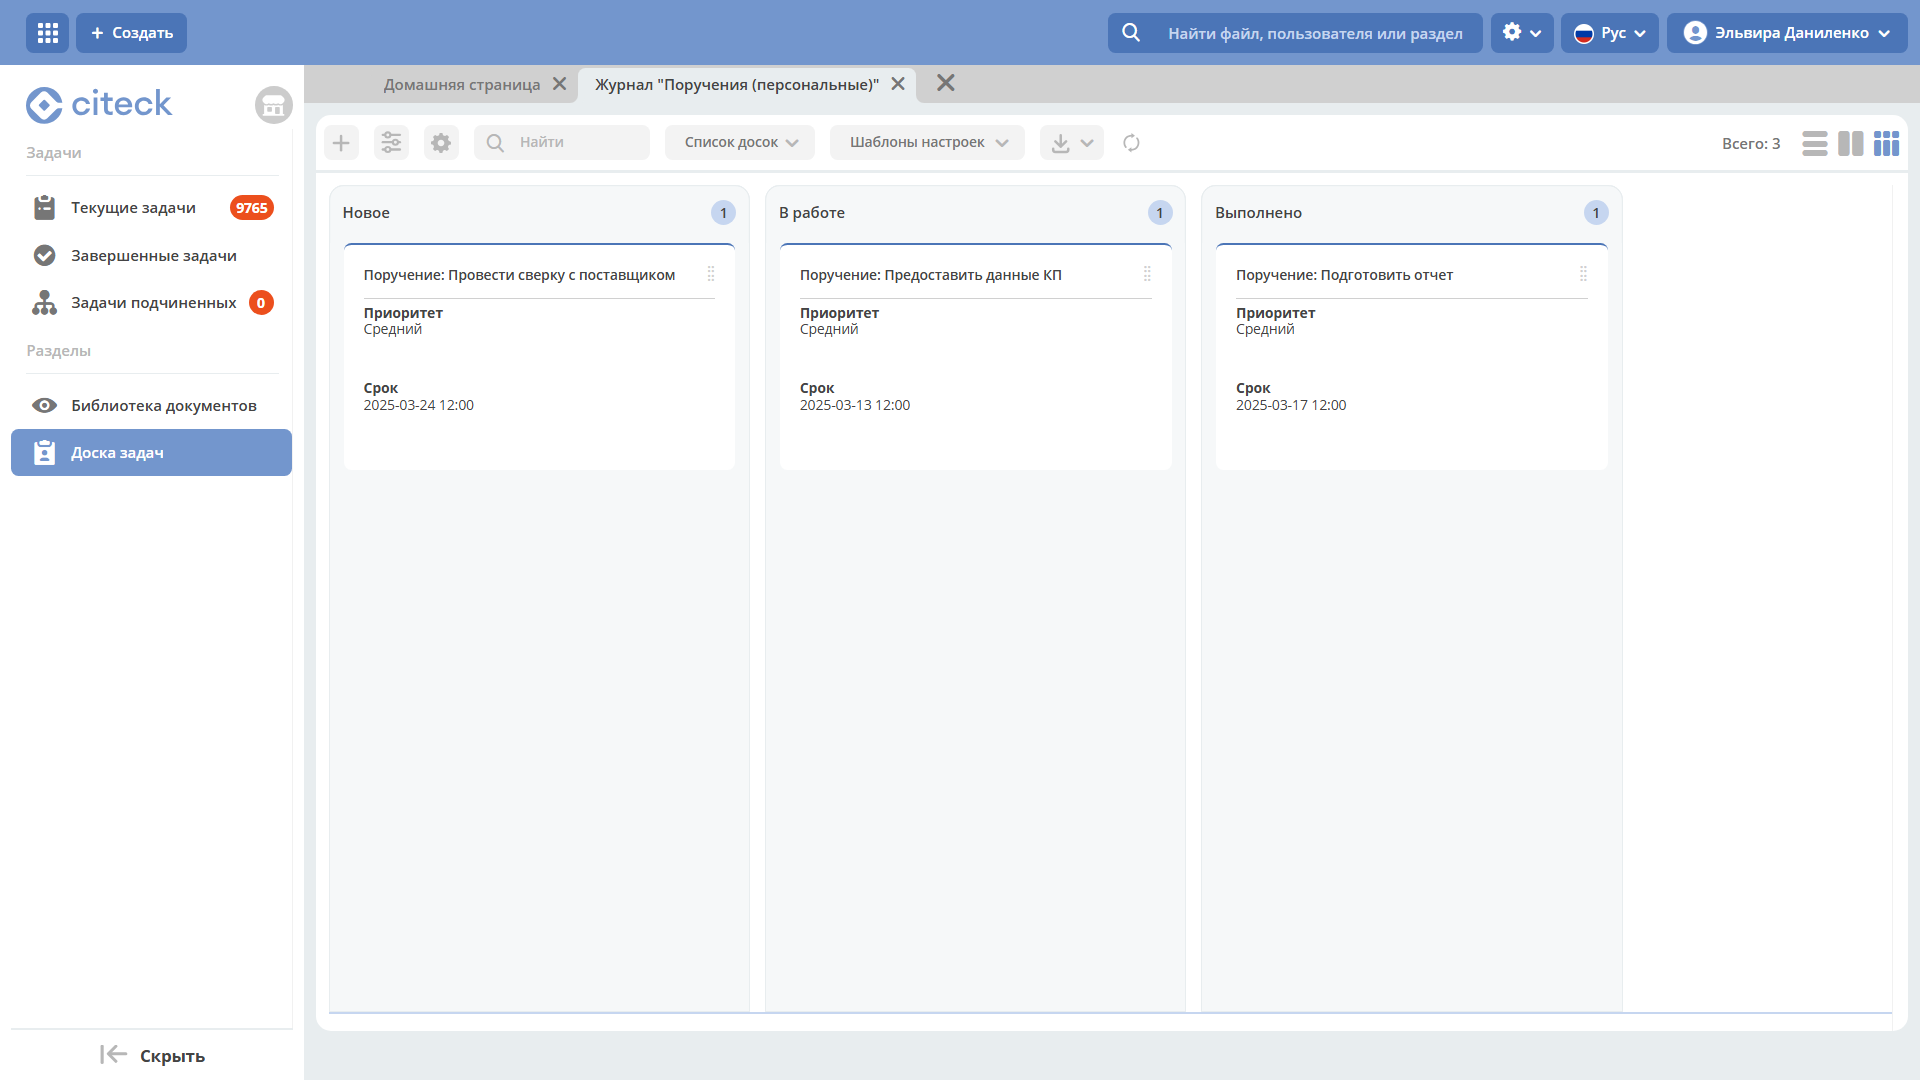 Создать
Найти файл, пользователя или раздел
Рус
Эльвира Даниленко
citeck
Домашняя страница
Журнал "Поручения (персональные)"
Задачи
Текущие задачи
9765
Завершенные задачи
Задачи подчиненных
0
Разделы
Библиотека документов
Доска задач
Скрыть
Найти
Список досок
Шаблоны настроек
Всего: 3
Новое
1
Поручение: Провести сверку с поставщиком
Приоритет
Средний
Срок
2025-03-24 12:00
В работе
1
Поручение: Предоставить данные КП
Приоритет
Средний
Срок
2025-03-13 12:00
Выполнено
1
Поручение: Подготовить отчет
Приоритет
Средний
Срок
2025-03-17 12:00